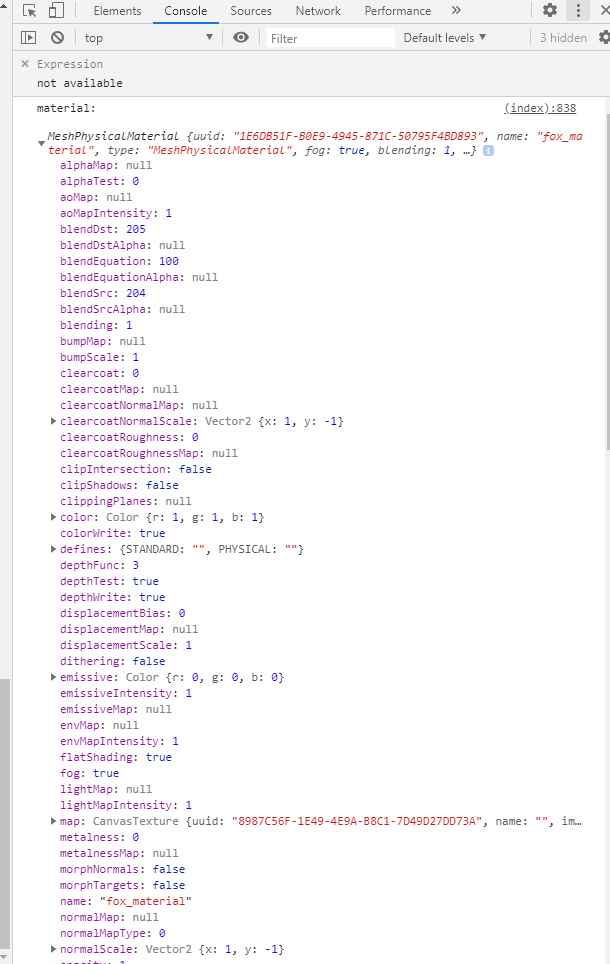 Elements Console Sources Network Performance »
top ▼ Filter Default levels ▼ 3 hidden
× Expression
not available
material: (index):838
MeshPhysicalMaterial {uuid: "1E6DB51F-B0E9-4945-871C-50795F4BD893", name: "fox_ma
terial", type: "MeshPhysicalMaterial", fog: true, blending: 1, …} i
alphaMap: null
alphaTest: 0
aoMap: null
aoMapIntensity: 1
blendDst: 205
blendDstAlpha: null
blendEquation: 100
blendEquationAlpha: null
blendSrc: 204
blendSrcAlpha: null
blending: 1
bumpMap: null
bumpScale: 1
clearcoat: 0
clearcoatMap: null
clearcoatNormalMap: null
clearcoatNormalScale: Vector2 {x: 1, y: -1}
clearcoatRoughness: 0
clearcoatRoughnessMap: null
clipIntersection: false
clipShadows: false
clippingPlanes: null
color: Color {r: 1, g: 1, b: 1}
colorWrite: true
defines: {STANDARD: "", PHYSICAL: ""}
depthFunc: 3
depthTest: true
depthWrite: true
displacementBias: 0
displacementMap: null
displacementScale: 1
dithering: false
emissive: Color {r: 0, g: 0, b: 0}
emissiveIntensity: 1
emissiveMap: null
envMap: null
envMapIntensity: 1
flatShading: true
fog: true
lightMap: null
lightMapIntensity: 1
map: CanvasTexture {uuid: "8987C56F-1E49-4E9A-B8C1-7D49D27DD73A", name: "", im…
metalness: 0
metalnessMap: null
morphNormals: false
morphTargets: false
name: "fox_material"
normalMap: null
normalMapType: 0
normalScale: Vector2 {x: 1, y: -1}